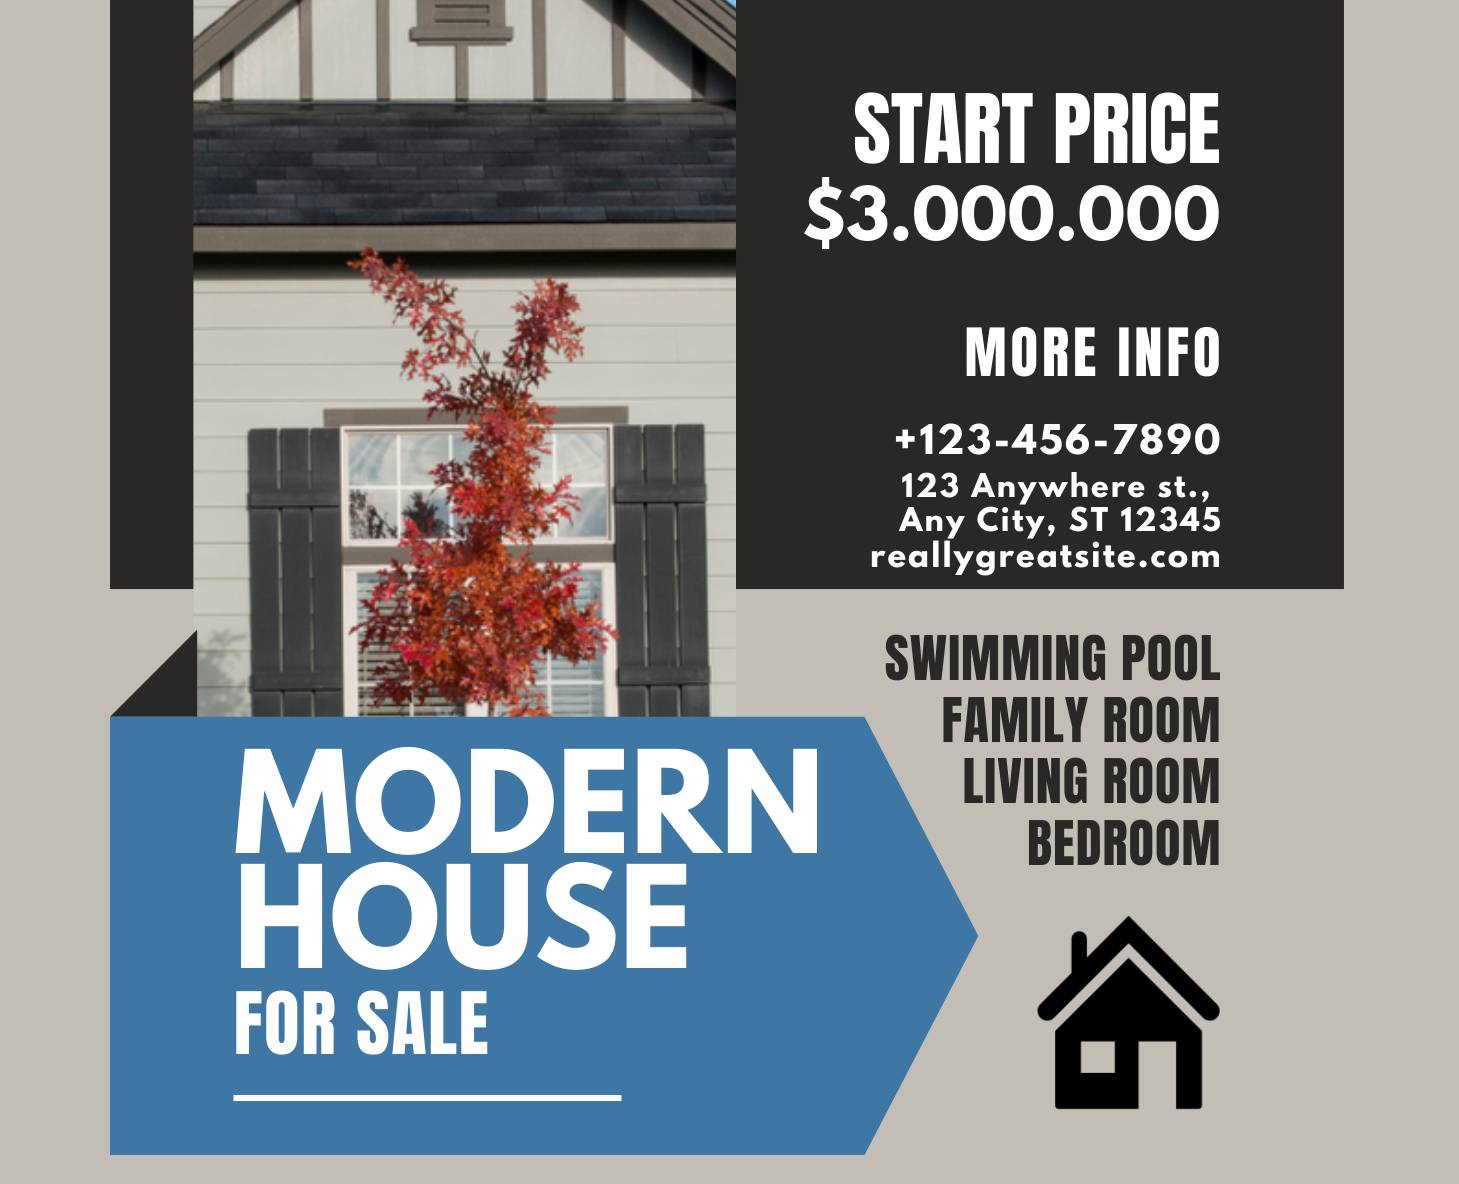 START PRICE
$3.000.000
MORE INFO
+123-456-7890
123 Anywhere st.,
Any City, ST 12345
reallygreatsite.com
SWIMMING POOL
FAMILY ROOM
LIVING ROOM
BEDROOM
MODERN
HOUSE
FOR SALE